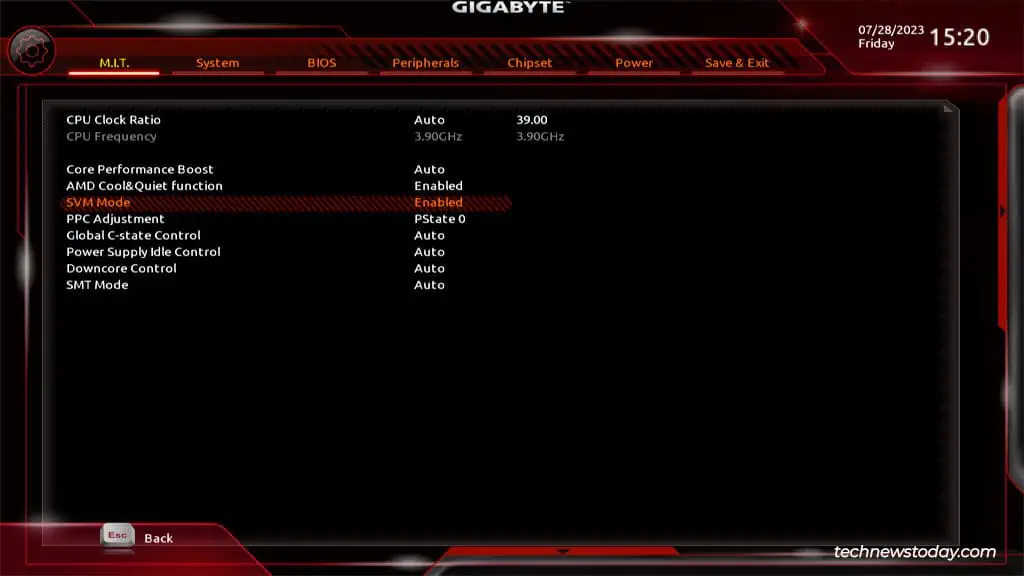 GIGABYTE™
07/28/2023
Friday
15:20
M.I.T. System BIOS Peripherals Chipset Power Save & Exit
CPU Clock Ratio Auto 39.00
CPU Frequency 3.90GHz 3.90GHz
Core Performance Boost Auto
AMD Cool&Quiet function Enabled
SVM Mode Enabled
PPC Adjustment PState 0
Global C-state Control Auto
Power Supply Idle Control Auto
Downcore Control Auto
SMT Mode Auto
Esc Back
technewstoday.com